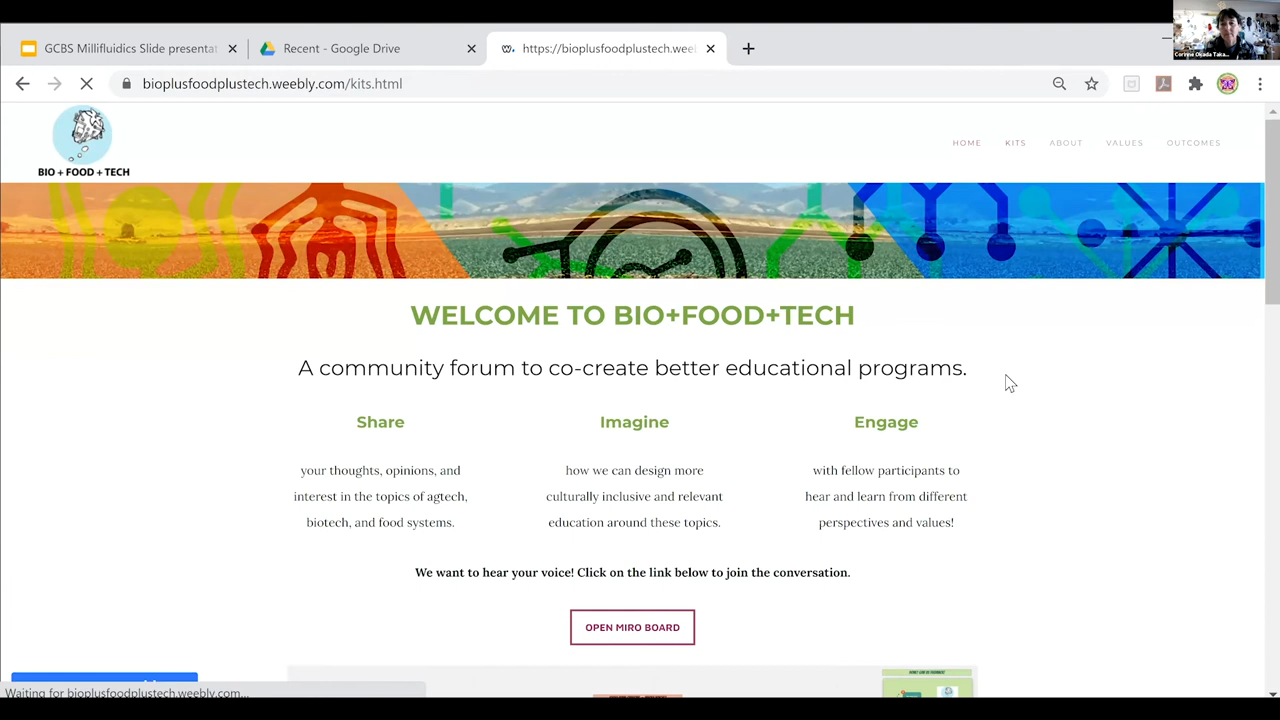 GCBS Millifluidics Slide presentat
Recent - Google Drive
https://bioplusfoodplustech.weel
Corinne Okada Taka...
bioplusfoodplustech.weebly.com/kits.html
BIO + FOOD + TECH
HOME KITS ABOUT VALUES OUTCOMES
WELCOME TO BIO+FOOD+TECH
A community forum to co-create better educational programs.
Share
your thoughts, opinions, and
interest in the topics of agtech,
biotech, and food systems.
Imagine
how we can design more
culturally inclusive and relevant
education around these topics.
Engage
with fellow participants to
hear and learn from different
perspectives and values!
We want to hear your voice! Click on the link below to join the conversation.
OPEN MIRO BOARD
Waiting for bioplusfoodplustech.weebly.com...